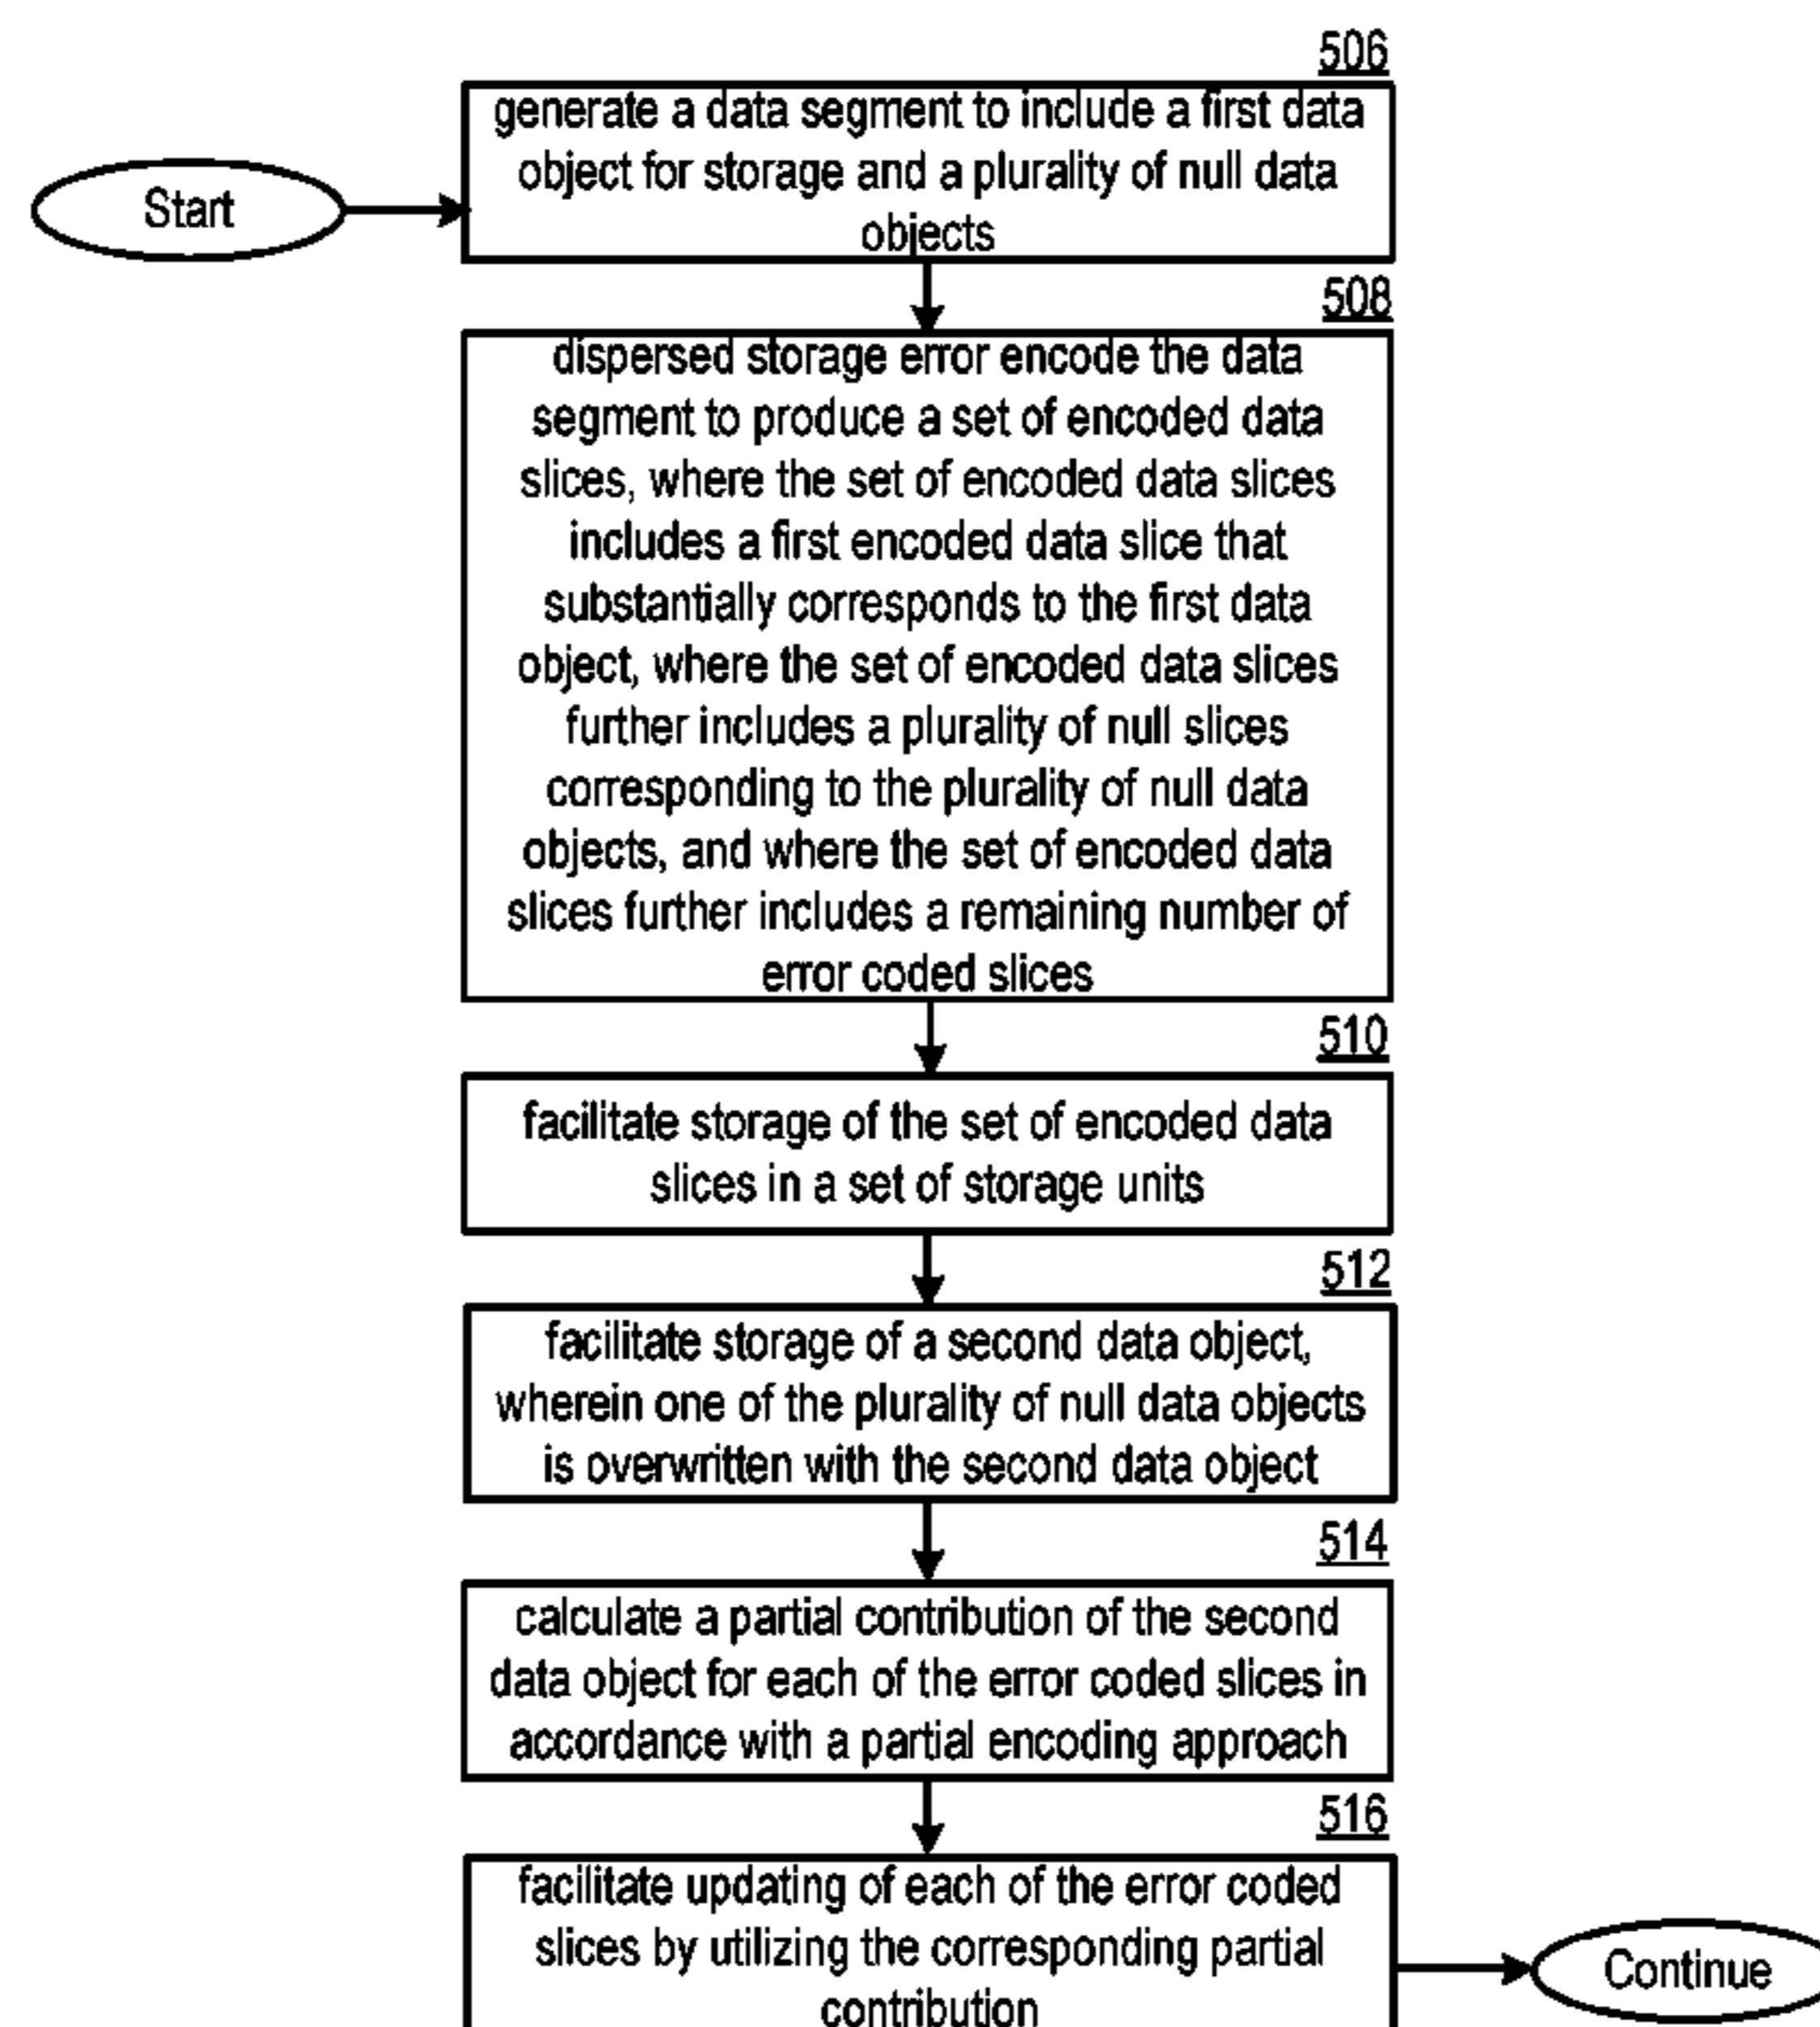 506
generate a data segment to include a first data
object for storage and a plurality of null data
objects
Start
508
dispersed storage error encode the data
segment to produce a set of encoded data
slices, where the set of encoded data slices
includes a first encoded data slice that
substantially corresponds to the first data
object, where the set of encoded data slices
further includes a plurality of null slices
corresponding to the plurality of null data
objects, and where the set of encoded data
slices further includes a remaining number of
error coded slices
510
facilitate storage of the set of encoded data
slices in a set of storage units
512
facilitate storage of a second data object,
wherein one of the plurality of null data objects
is overwritten with the second data object
514
calculate a partial contribution of the second
data object for each of the error coded slices in
accordance with a partial encoding approach
516
facilitate updating of each of the error coded
slices by utilizing the corresponding partial
contribution
Continue